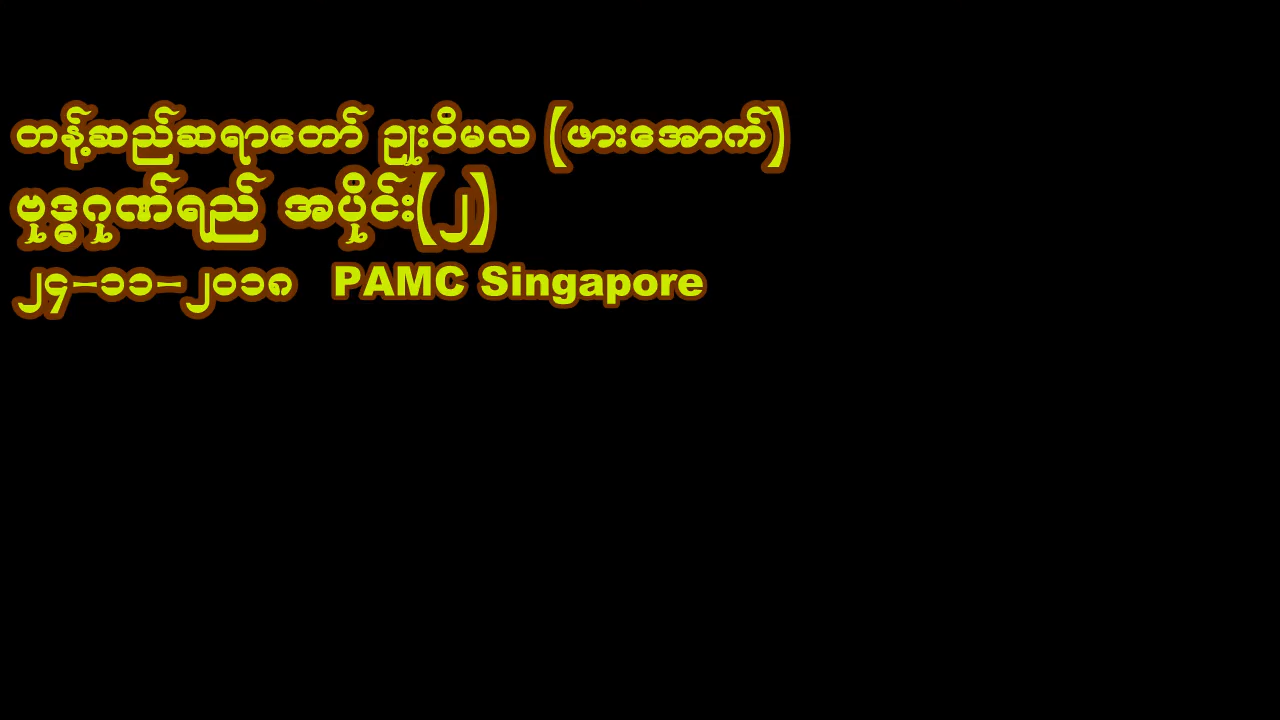 တန့်ဆည်ဆရာတော် ဥူးဝိမလ (ဖားအောက်)
ဗုဒ္ဓဂုဏ်ရည် အပိုင်း(၂)
၂၄-၁၁-၂၀၁၈ PAMC Singapore